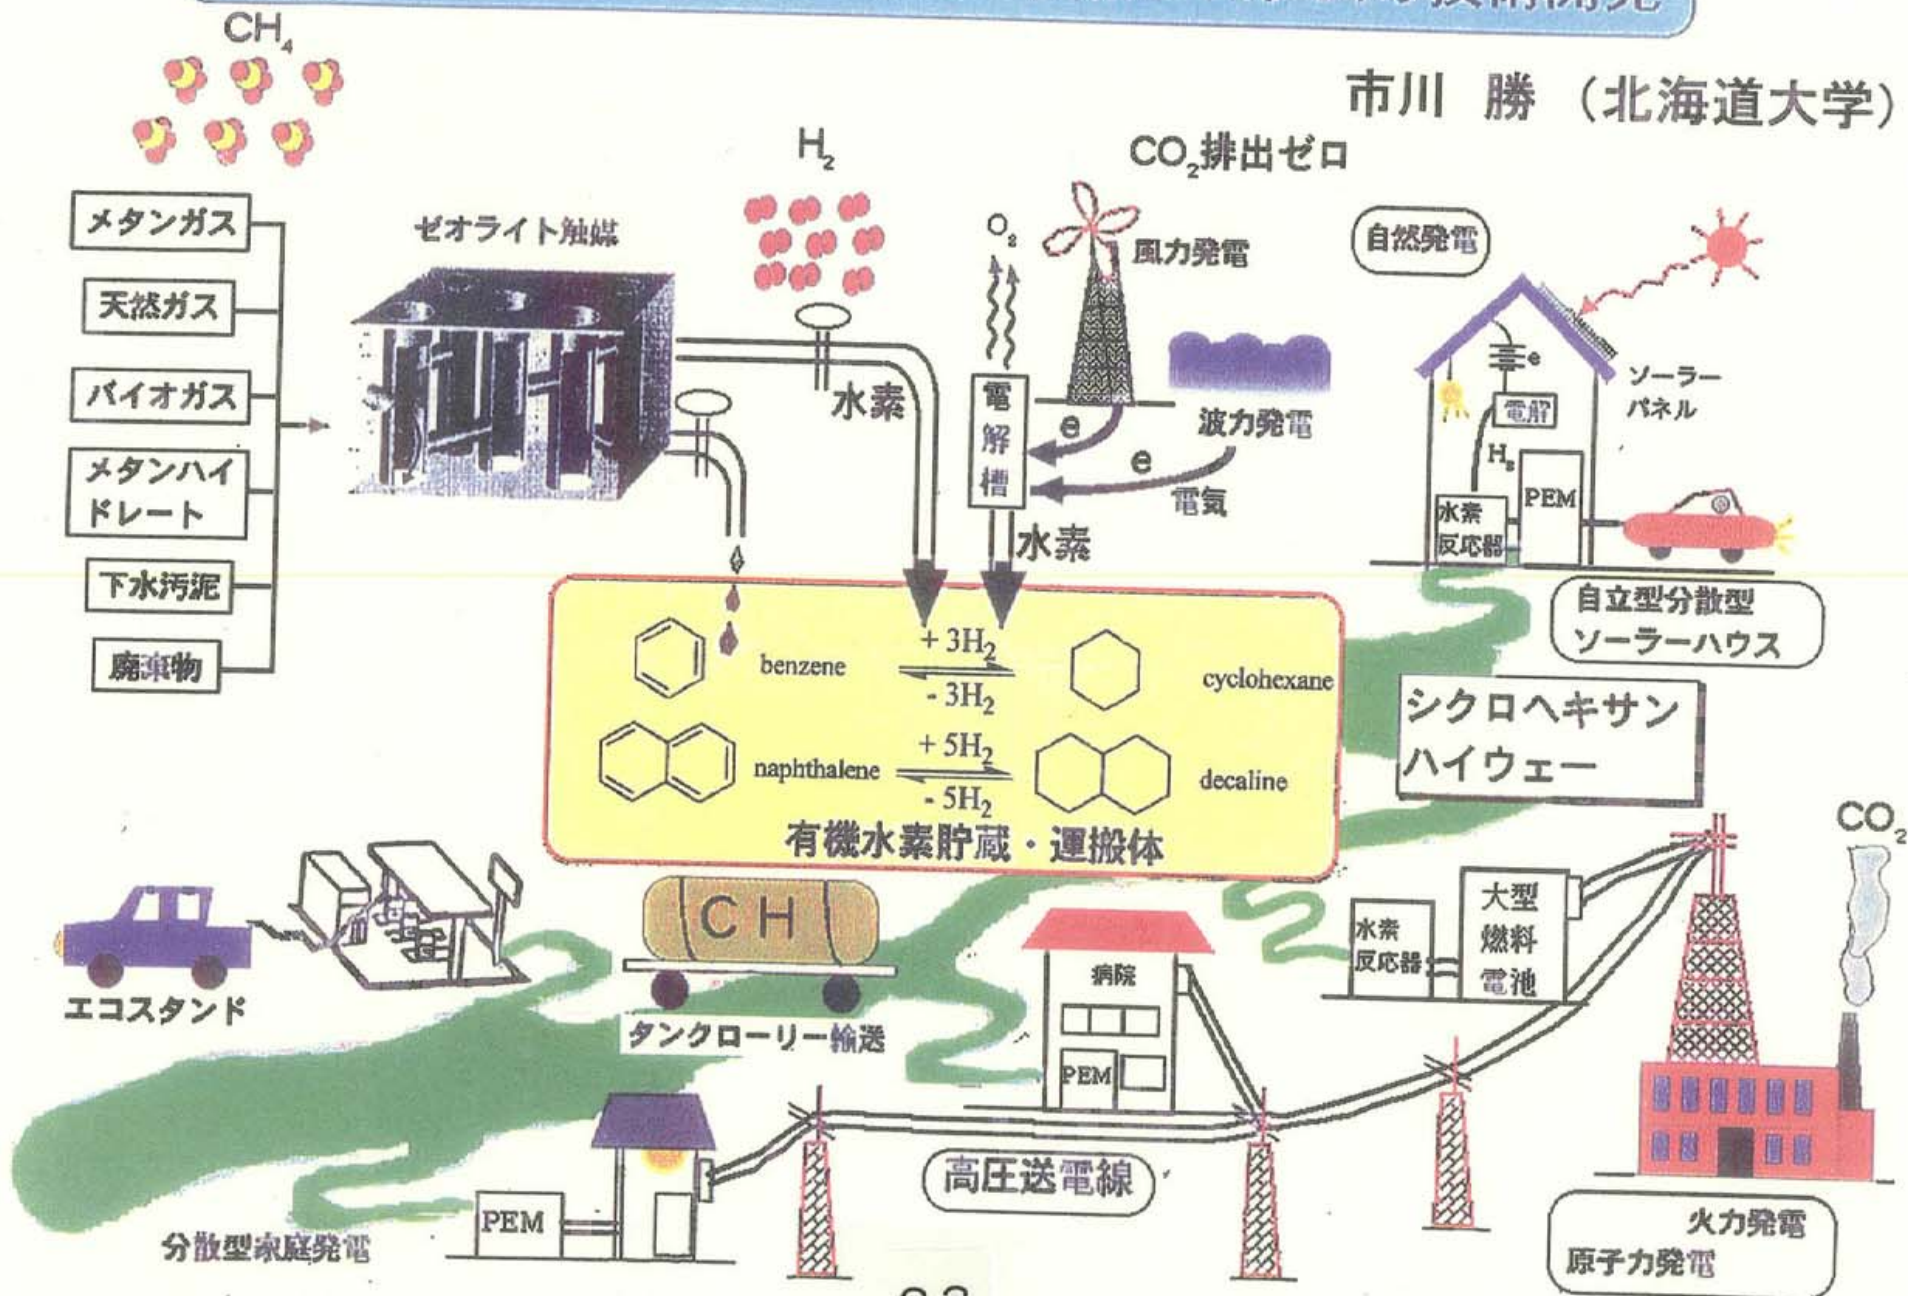 技術開発
市川 勝 (北海道大学)
CH₄
H₂
CO₂排出ゼロ
メタンガス
天然ガス
バイオガス
メタンハイ
ドレート
下水汚泥
廃棄物
ゼオライト触媒
水素
O₂
風力発電
電
解
槽
e
波力発電
e
電気
水素
自然発電
ソーラー
パネル
e
電解
H₂
水素
反応器
PEM
自立型分散型
ソーラーハウス
benzene
+ 3H₂
- 3H₂
cyclohexane
naphthalene
+ 5H₂
- 5H₂
decaline
有機水素貯蔵・運搬体
シクロヘキサン
ハイウェー
エコスタンド
CH
タンクローリー輸送
病院
PEM
水素
反応器
大型
燃料
電池
CO₂
高圧送電線
PEM
分散型家庭発電
火力発電
原子力発電